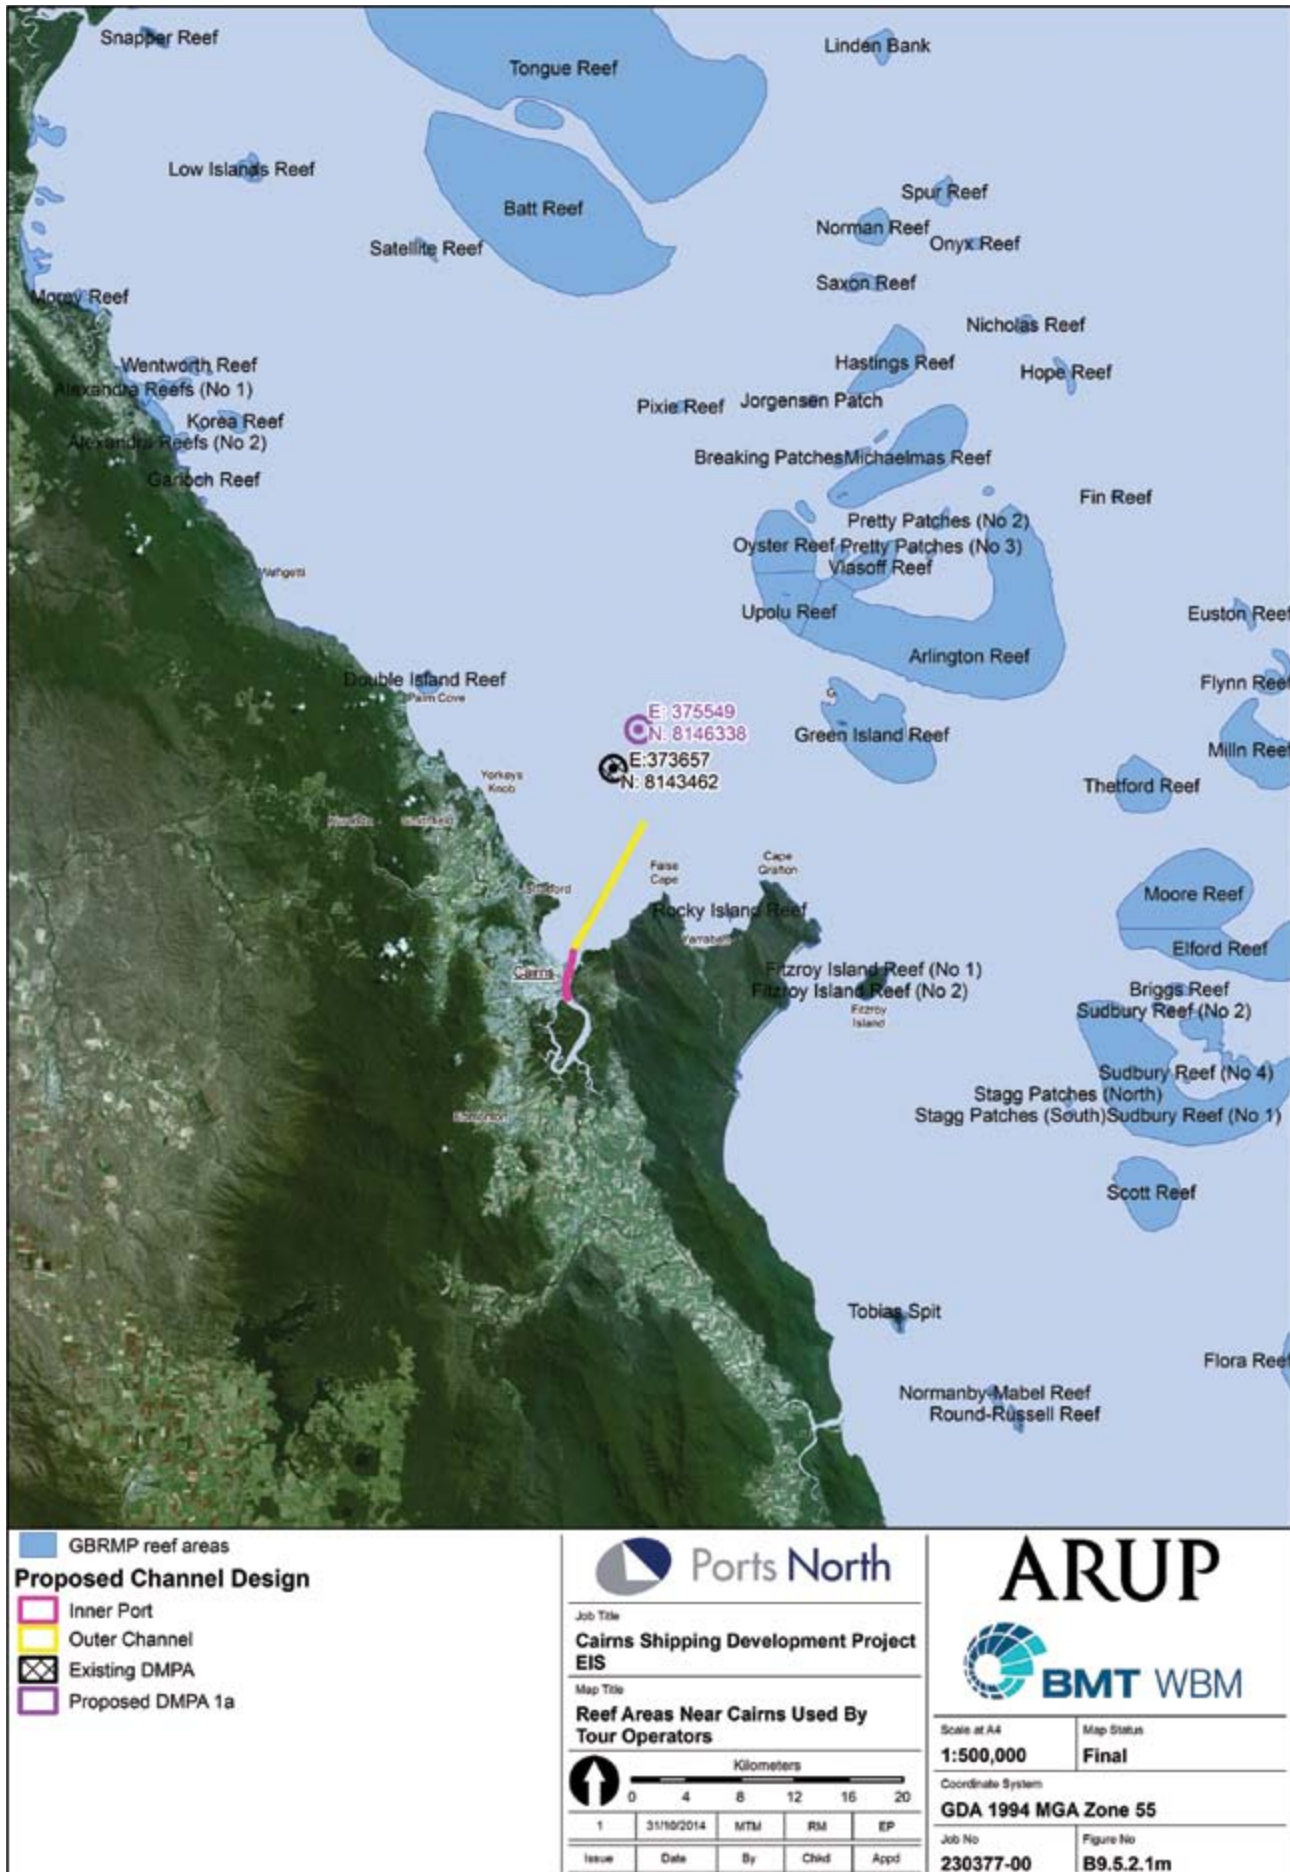 Snapper Reef
Tongue Reef
Linden Bank
Low Islands Reef
Batt Reef
Spur Reef
Norman Reef
Onyx Reef
Satellite Reef
Saxon Reef
Morey Reef
Nicholas Reef
Wentworth Reef
Hastings Reef
Hope Reef
Alexandra Reefs (No 1)
Pixie Reef
Jorgensen Patch
Korea Reef
Alexandra Reefs (No 2)
Breaking Patches
Michaelmas Reef
Garioch Reef
Fin Reef
Pretty Patches (No 2)
Oyster Reef
Pretty Patches (No 3)
Vlasoff Reef
Wangetti
Upolu Reef
Euston Reef
Arlington Reef
Double Island Reef
Palm Cove
Flynn Reef
E: 375549
N: 8146338
Green Island Reef
Milln Reef
E:373657
N: 8143462
Yorkeys
Knob
Thetford Reef
Kuranda
Smithfield
False
Cape
Cape
Grafton
Stratford
Moore Reef
Rocky Island Reef
Yarrabah
Elford Reef
Cairns
Fitzroy Island Reef (No 1)
Fitzroy Island Reef (No 2)
Fitzroy
Island
Briggs Reef
Sudbury Reef (No 2)
Sudbury Reef (No 4)
Stagg Patches (North)
Stagg Patches (South)
Sudbury Reef (No 1)
Edmonton
Scott Reef
Tobias Spit
Flora Reef
Normanby-Mabel Reef
Round-Russell Reef
GBRMP reef areas
Proposed Channel Design
Inner Port
Outer Channel
Existing DMPA
Proposed DMPA 1a
Ports North
Job Title
Cairns Shipping Development Project
EIS
Map Title
Reef Areas Near Cairns Used By
Tour Operators
Kilometers
0 4 8 12 16 20
1 31/10/2014 MTM RM EP
Issue Date By Chkd Appd
ARUP
BMT WBM
Scale at A4
1:500,000
Map Status
Final
Coordinate System
GDA 1994 MGA Zone 55
Job No
230377-00
Figure No
B9.5.2.1m